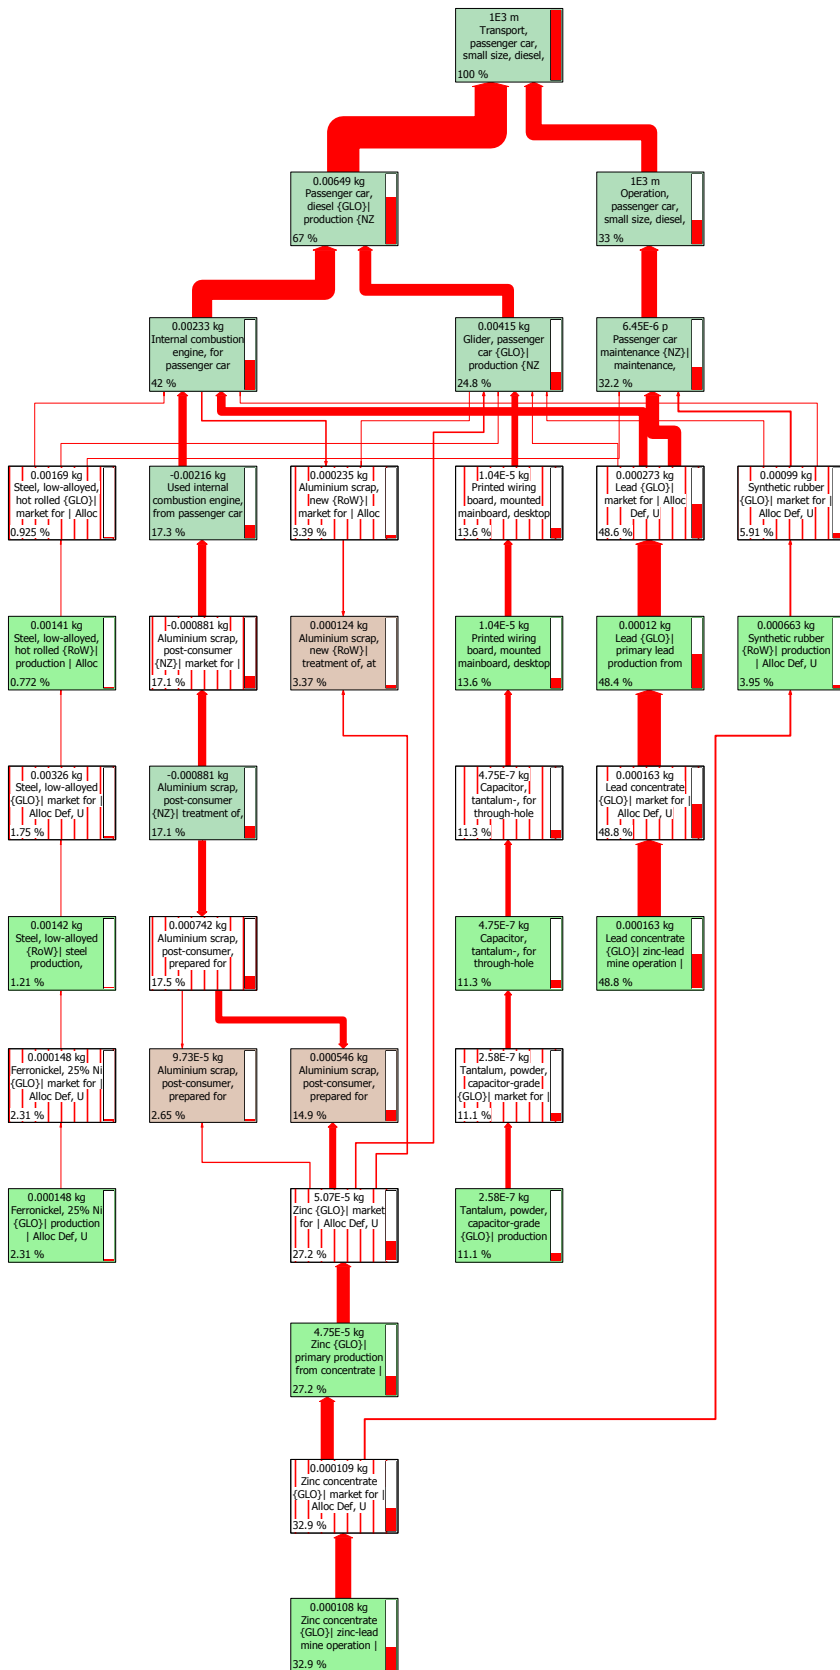 1E3 m
Transport,
passenger car,
small size, diesel,
100 %
0.00649 kg
Passenger car,
diesel {GLO}|
production {NZ
67 %
1E3 m
Operation,
passenger car,
small size, diesel,
33 %
0.00233 kg
Internal combustion
engine, for
passenger car
42 %
0.00415 kg
Glider, passenger
car {GLO}|
production {NZ
24.8 %
6.45E-6 p
Passenger car
maintenance {NZ}|
maintenance,
32.2 %
0.00169 kg
Steel, low-alloyed,
hot rolled {GLO}|
market for | Alloc
0.925 %
-0.00216 kg
Used internal
combustion engine,
from passenger car
17.3 %
0.000235 kg
Aluminium scrap,
new {RoW}|
market for | Alloc
3.39 %
1.04E-5 kg
Printed wiring
board, mounted
mainboard, desktop
13.6 %
0.000273 kg
Lead {GLO}|
market for | Alloc
Def, U
48.6 %
0.00099 kg
Synthetic rubber
{GLO}| market for |
Alloc Def, U
5.91 %
0.00141 kg
Steel, low-alloyed,
hot rolled {RoW}|
production | Alloc
0.772 %
-0.000881 kg
Aluminium scrap,
post-consumer
{NZ}| market for |
17.1 %
0.000124 kg
Aluminium scrap,
new {RoW}|
treatment of, at
3.37 %
1.04E-5 kg
Printed wiring
board, mounted
mainboard, desktop
13.6 %
0.00012 kg
Lead {GLO}|
primary lead
production from
48.4 %
0.000663 kg
Synthetic rubber
{RoW}| production
| Alloc Def, U
3.95 %
0.00326 kg
Steel, low-alloyed
{GLO}| market for |
Alloc Def, U
1.75 %
-0.000881 kg
Aluminium scrap,
post-consumer
{NZ}| treatment of,
17.1 %
4.75E-7 kg
Capacitor,
tantalum-, for
through-hole
11.3 %
0.000163 kg
Lead concentrate
{GLO}| market for |
Alloc Def, U
48.8 %
0.00142 kg
Steel, low-alloyed
{RoW}| steel
production,
1.21 %
0.000742 kg
Aluminium scrap,
post-consumer,
prepared for
17.5 %
4.75E-7 kg
Capacitor,
tantalum-, for
through-hole
11.3 %
0.000163 kg
Lead concentrate
{GLO}| zinc-lead
mine operation |
48.8 %
0.000148 kg
Ferronickel, 25% Ni
{GLO}| market for |
Alloc Def, U
2.31 %
9.73E-5 kg
Aluminium scrap,
post-consumer,
prepared for
2.65 %
0.000546 kg
Aluminium scrap,
post-consumer,
prepared for
14.9 %
2.58E-7 kg
Tantalum, powder,
capacitor-grade
{GLO}| market for |
11.1 %
0.000148 kg
Ferronickel, 25% Ni
{GLO}| production
| Alloc Def, U
2.31 %
5.07E-5 kg
Zinc {GLO}| market
for | Alloc Def, U
27.2 %
2.58E-7 kg
Tantalum, powder,
capacitor-grade
{GLO}| production
11.1 %
4.75E-5 kg
Zinc {GLO}|
primary production
from concentrate |
27.2 %
0.000109 kg
Zinc concentrate
{GLO}| market for |
Alloc Def, U
32.9 %
0.000108 kg
Zinc concentrate
{GLO}| zinc-lead
mine operation |
32.9 %